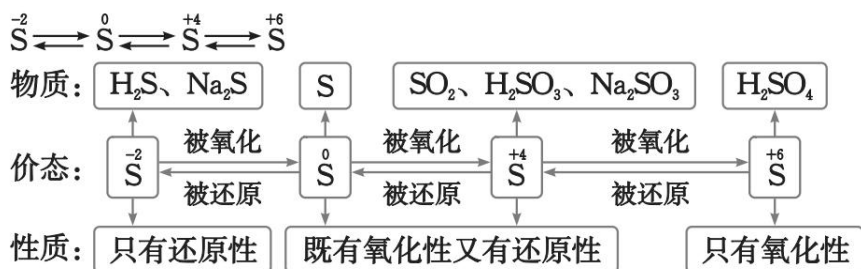 -2 0 +4 +6
S ⇌ S ⇌ S ⇌ S
物质: H₂S、Na₂S S SO₂、H₂SO₃、Na₂SO₃ H₂SO₄
被氧化 被氧化 被氧化
-2 0 +4 +6
价态: S S S S
被还原 被还原 被还原
性质: 只有还原性 既有氧化性又有还原性 只有氧化性